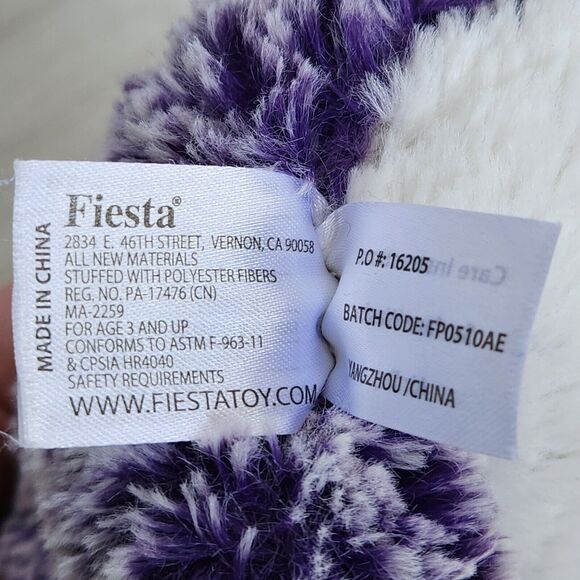 MADE IN CHINA
Fiesta®
2834 E. 46TH STREET, VERNON, CA 90058
ALL NEW MATERIALS
STUFFED WITH POLYESTER FIBERS
REG. NO. PA-17476 (CN)
MA-2259
FOR AGE 3 AND UP
CONFORMS TO ASTM F-963-11
& CPSIA HR4040
SAFETY REQUIREMENTS
WWW.FIESTATOY.COM
P.O #: 16205
BATCH CODE: FP0510AE
YANGZHOU /CHINA
Care Ins